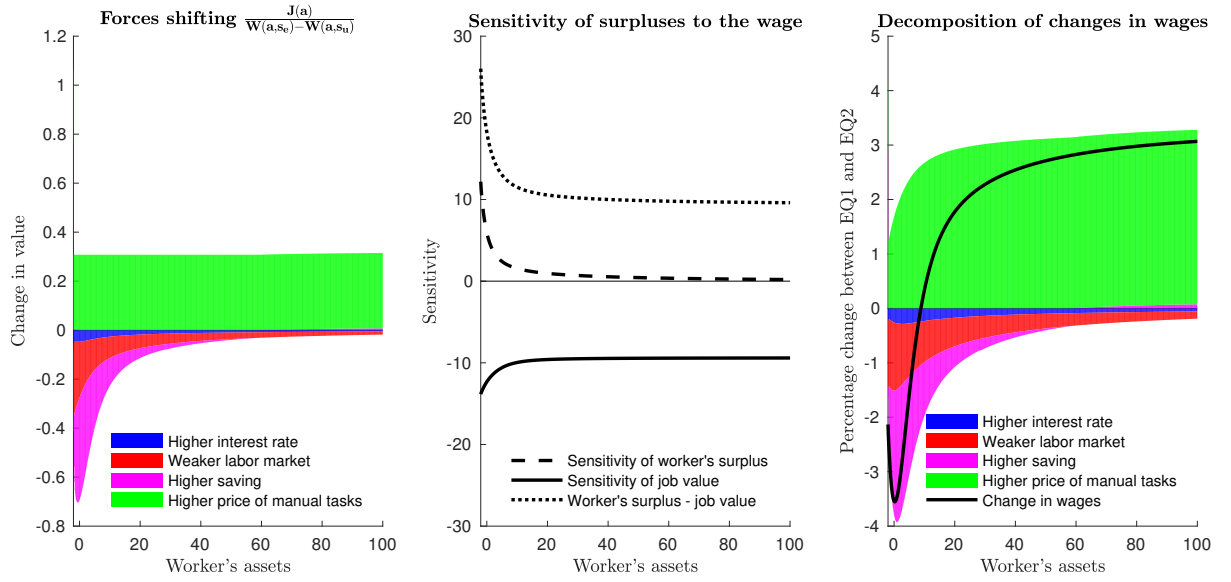 Forces shifting J(a) / W(a,s_e)−W(a,s_u)
1.2
1
0.8
0.6
0.4
0.2
0
-0.2
-0.4
-0.6
-0.8
Change in value
Higher interest rate
Weaker labor market
Higher saving
Higher price of manual tasks
0 20 40 60 80 100
Worker's assets
Sensitivity of surpluses to the wage
30
20
10
0
-10
-20
-30
Sensitivity
Sensitivity of worker's surplus
Sensitivity of job value
Worker's surplus - job value
0 20 40 60 80 100
Worker's assets
Decomposition of changes in wages
5
4
3
2
1
0
-1
-2
-3
-4
Percentage change between EQ1 and EQ2
Higher interest rate
Weaker labor market
Higher saving
Higher price of manual tasks
Change in wages
0 20 40 60 80 100
Worker's assets